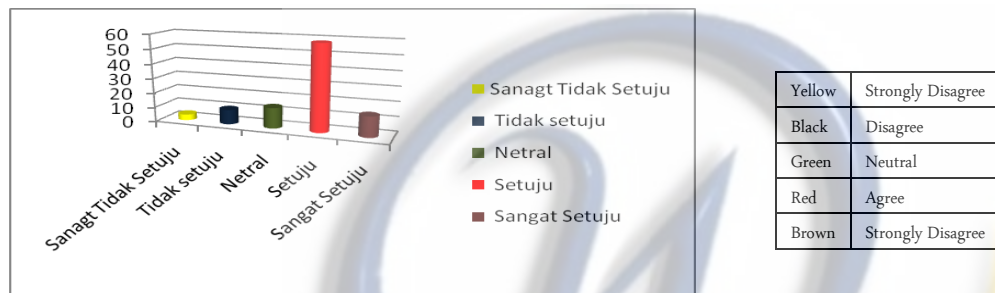 60
50
40
30
20
10
0
Sanagt Tidak Setuju
Tidak setuju
Netral
Setuju
Sangat Setuju
Sanagt Tidak Setuju
Tidak setuju
Netral
Setuju
Sangat Setuju
Yellow Strongly Disagree
Black Disagree
Green Neutral
Red Agree
Brown Strongly Disagree